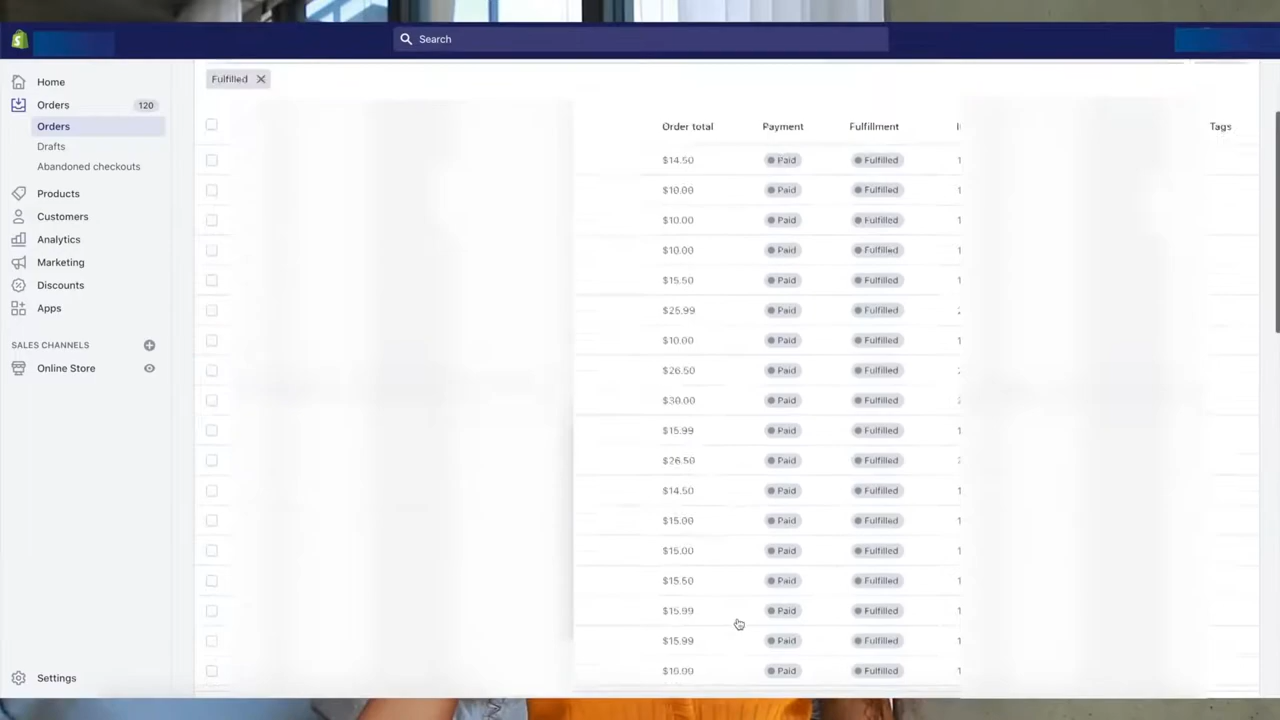 Search
Fulfilled
Home
Orders 120
Orders
Drafts
Abandoned checkouts
Products
Customers
Analytics
Marketing
Discounts
Apps
SALES CHANNELS
Online Store
Settings
Order total Payment Fulfillment Tags
$14.50 Paid Fulfilled 1
$10.00 Paid Fulfilled 1
$10.00 Paid Fulfilled 1
$10.00 Paid Fulfilled 1
$15.50 Paid Fulfilled 1
$25.99 Paid Fulfilled
$10.00 Paid Fulfilled 1
$26.50 Paid Fulfilled
$30.00 Paid Fulfilled
$15.99 Paid Fulfilled 1
$26.50 Paid Fulfilled
$14.50 Paid Fulfilled 1
$15.00 Paid Fulfilled 1
$15.00 Paid Fulfilled 1
$15.50 Paid Fulfilled 1
$15.99 Paid Fulfilled 1
$15.99 Paid Fulfilled 1
Paid Fulfilled 1